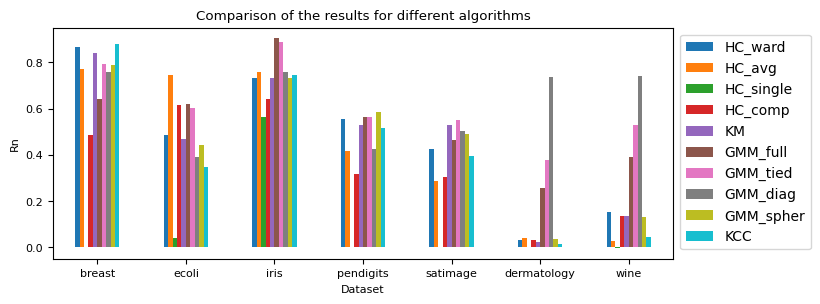 Comparison of the results for different algorithms
Rn
0.8
0.6
0.4
0.2
0.0
breast ecoli iris pendigits satimage dermatology wine
Dataset
HC_ward
HC_avg
HC_single
HC_comp
KM
GMM_full
GMM_tied
GMM_diag
GMM_spher
KCC